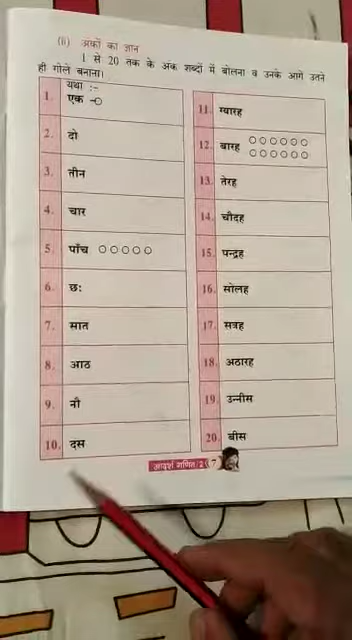 (ii) अंकों का ज्ञान
1 से 20 तक के अंक शब्दों में बोलना व उनके आगे उतने
ही गोले बनाना।
यथा :–
1. एक
2. दो
3. तीन
4. चार
5. पाँच
6. छः
7. सात
8. आठ
9. नौ
10. दस
11. ग्यारह
12. बारह
13. तेरह
14. चौदह
15. पन्द्रह
16. सोलह
17. सत्रह
18. अठारह
19. उन्नीस
20. बीस
आदर्श गणित 2 (7)